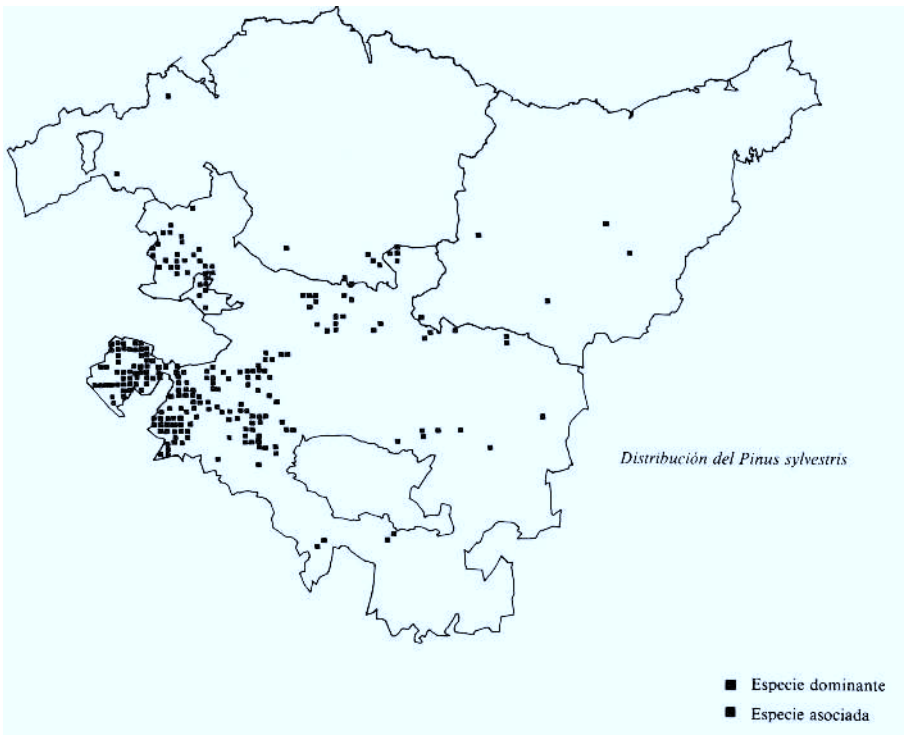 Distribución del Pinus sylvestris
Especie dominante
Especie asociada